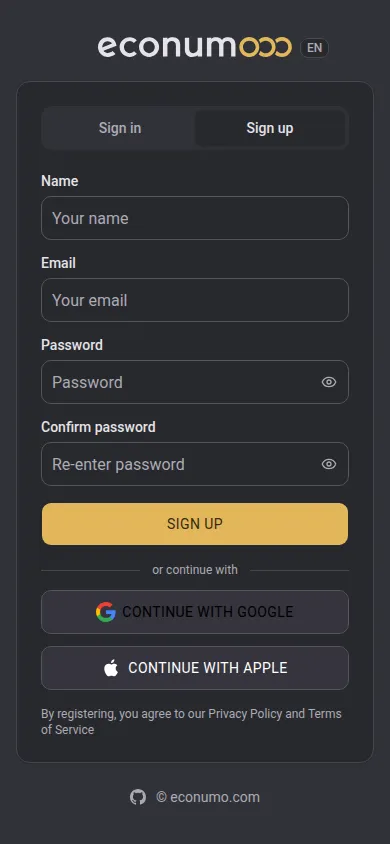 econumo
EN
Sign in
Sign up
Name
Your name
Email
Your email
Password
Password
Confirm password
Re-enter password
SIGN UP
or continue with
CONTINUE WITH GOOGLE
CONTINUE WITH APPLE
By registering, you agree to our Privacy Policy and Terms
of Service
© econumo.com